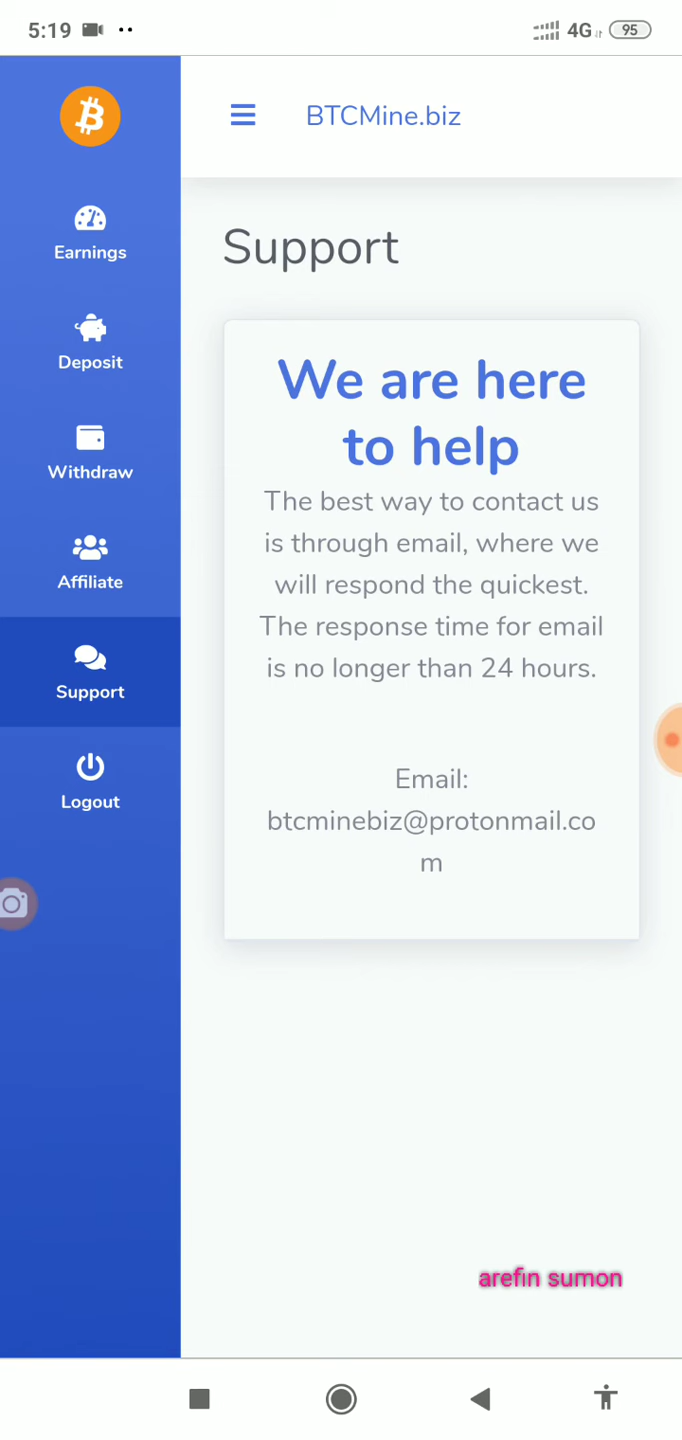 5:19
4G
95
BTCMine.biz
Earnings
Deposit
Withdraw
Affiliate
Support
Logout
Support
We are here
to help
The best way to contact us
is through email, where we
will respond the quickest.
The response time for email
is no longer than 24 hours.
Email:
btcminebiz@protonmail.co
m
arefin sumon